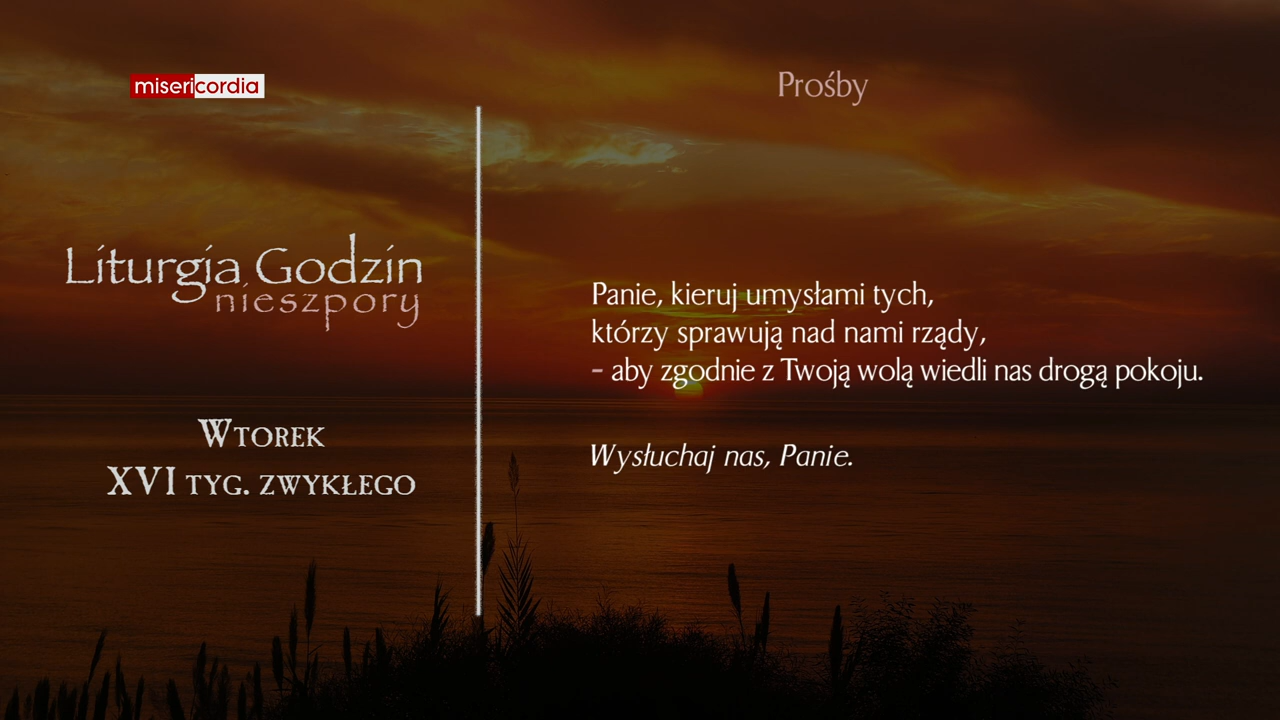 misericordia
Liturgia Godzin
nieszpory
Wtorek
XVI tyg. zwykłego
Prośby
Panie, kieruj umysłami tych,
którzy sprawują nad nami rządy,
- aby zgodnie z Twoją wolą wiedli nas drogą pokoju.
Wysłuchaj nas, Panie.